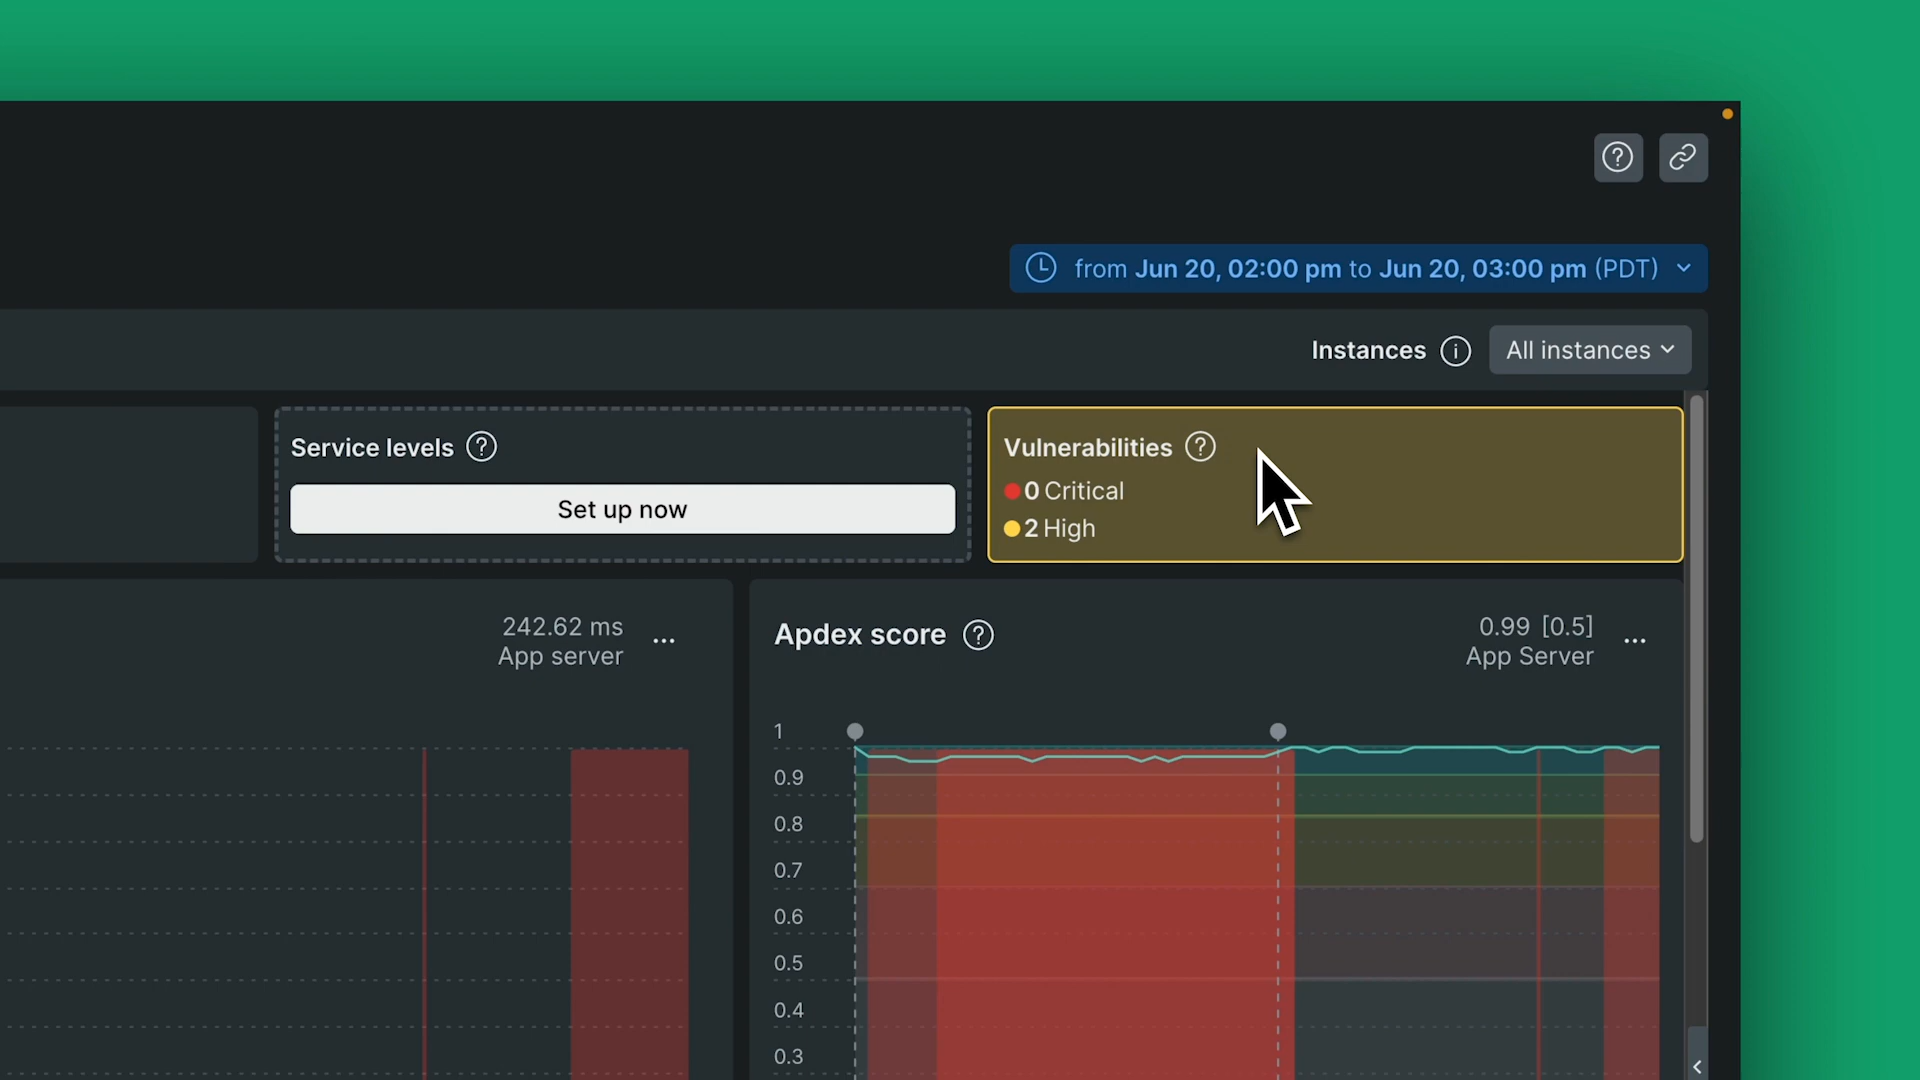 from Jun 20, 02:00 pm to Jun 20, 03:00 pm (PDT)
Instances All instances
Service levels
Set up now
Vulnerabilities
0 Critical
2 High
242.62 ms
App server
Apdex score
0.99 [0.5]
App Server
1
0.9
0.8
0.7
0.6
0.5
0.4
0.3